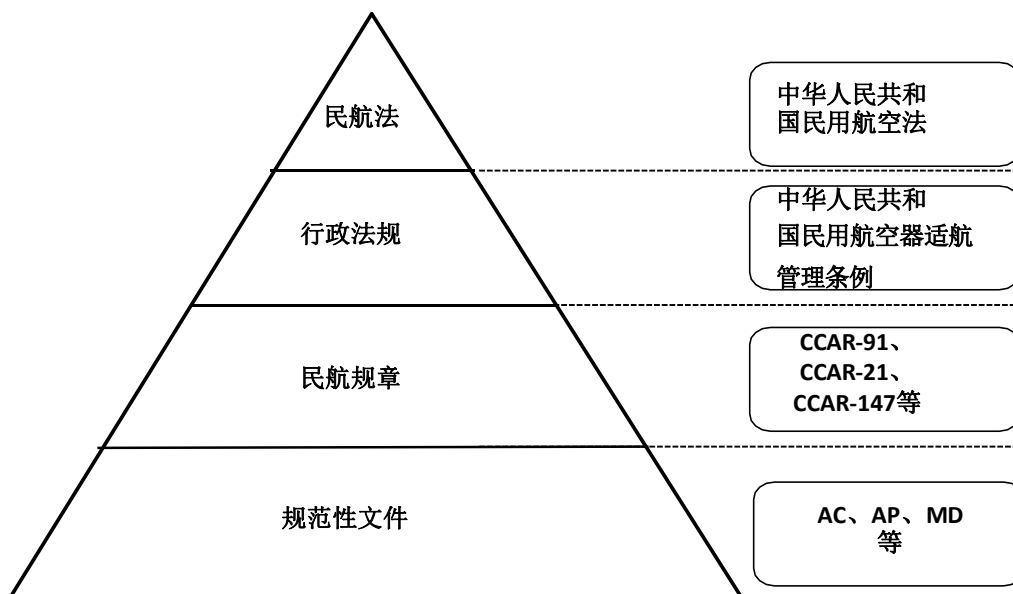 民航法
中华人民共和
国民用航空法
行政法规
中华人民共和
国民用航空器适航
管理条例
民航规章
CCAR-91、
CCAR-21、
CCAR-147等
规范性文件
AC、AP、MD
等